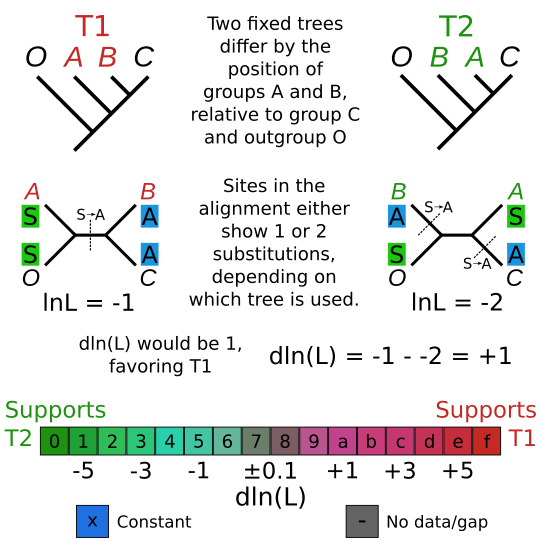 T1
O A B C
Two fixed trees
differ by the
position of
groups A and B,
relative to group C
and outgroup O
T2
O B A C
A B
S A
S→A
S A
O C
lnL = -1
Sites in the
alignment either
show 1 or 2
substitutions,
depending on
which tree is used.
B A
A S
S→A
S A
S→A
O C
lnL = -2
dln(L) would be 1,
favoring T1
dln(L) = -1 - -2 = +1
Supports
T2
Supports
T1
0 1 2 3 4 5 6 7 8 9 a b c d e f
-5 -3 -1 ±0.1 +1 +3 +5
dln(L)
x Constant
- No data/gap